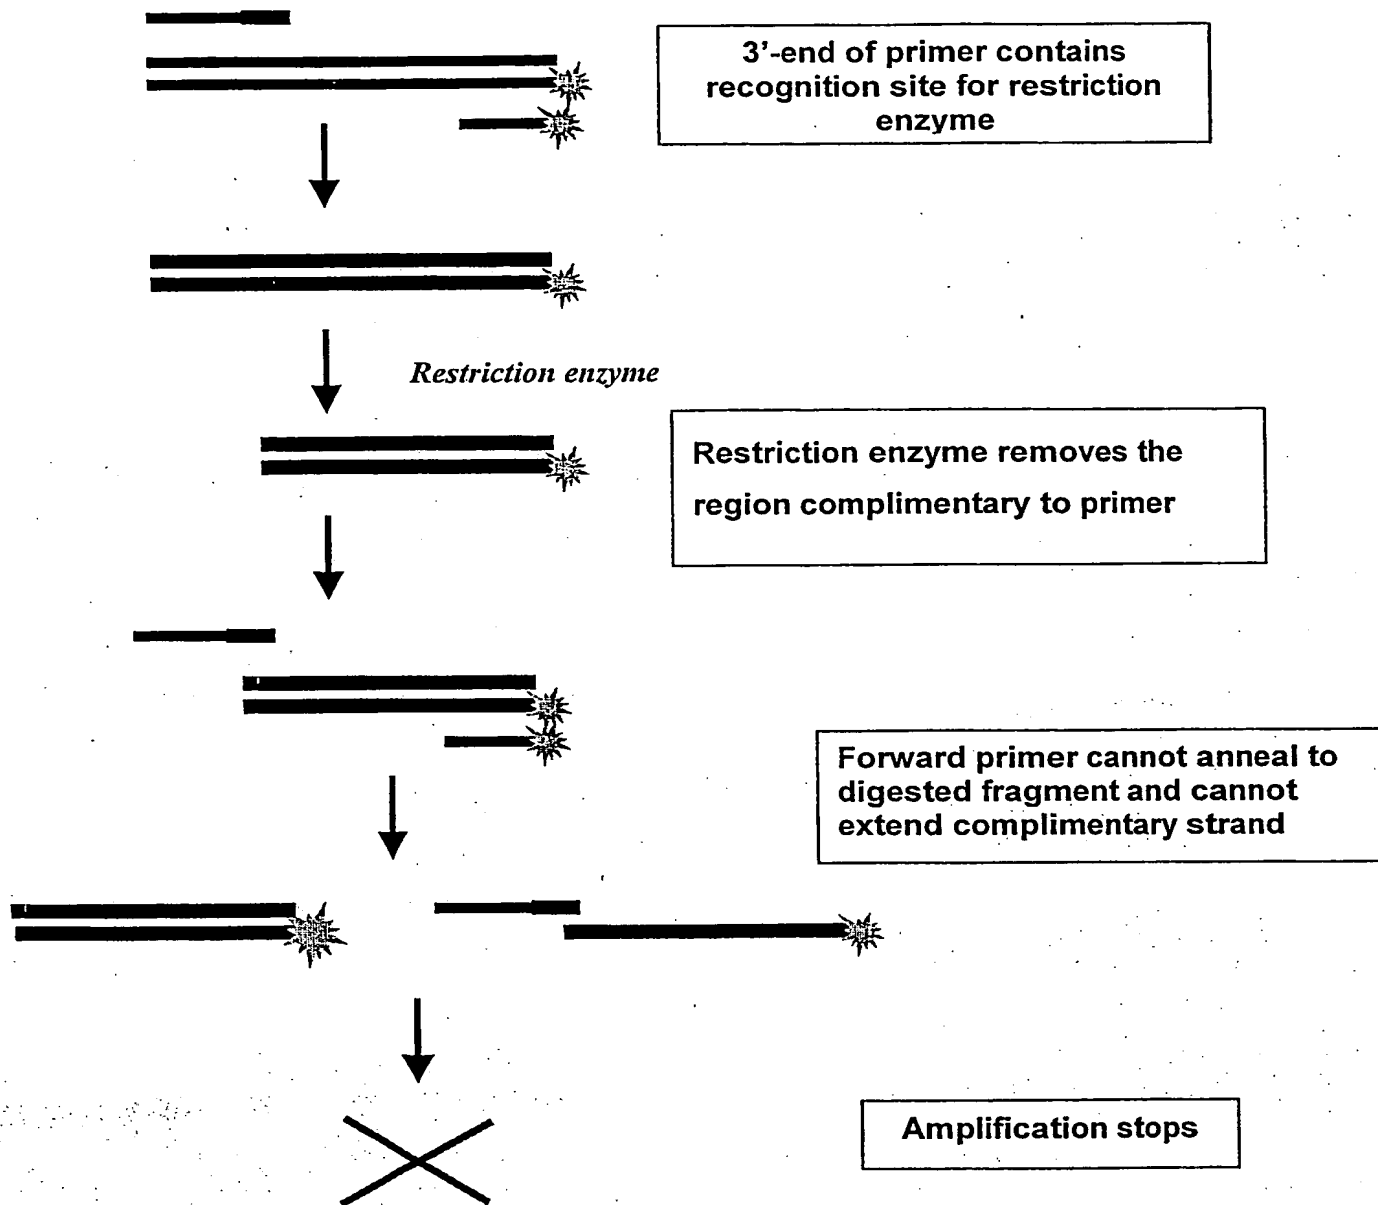 3'-end of primer contains
recognition site for restriction
enzyme
Restriction enzyme
Restriction enzyme removes the
region complimentary to primer
Forward primer cannot anneal to
digested fragment and cannot
extend complimentary strand
Amplification stops